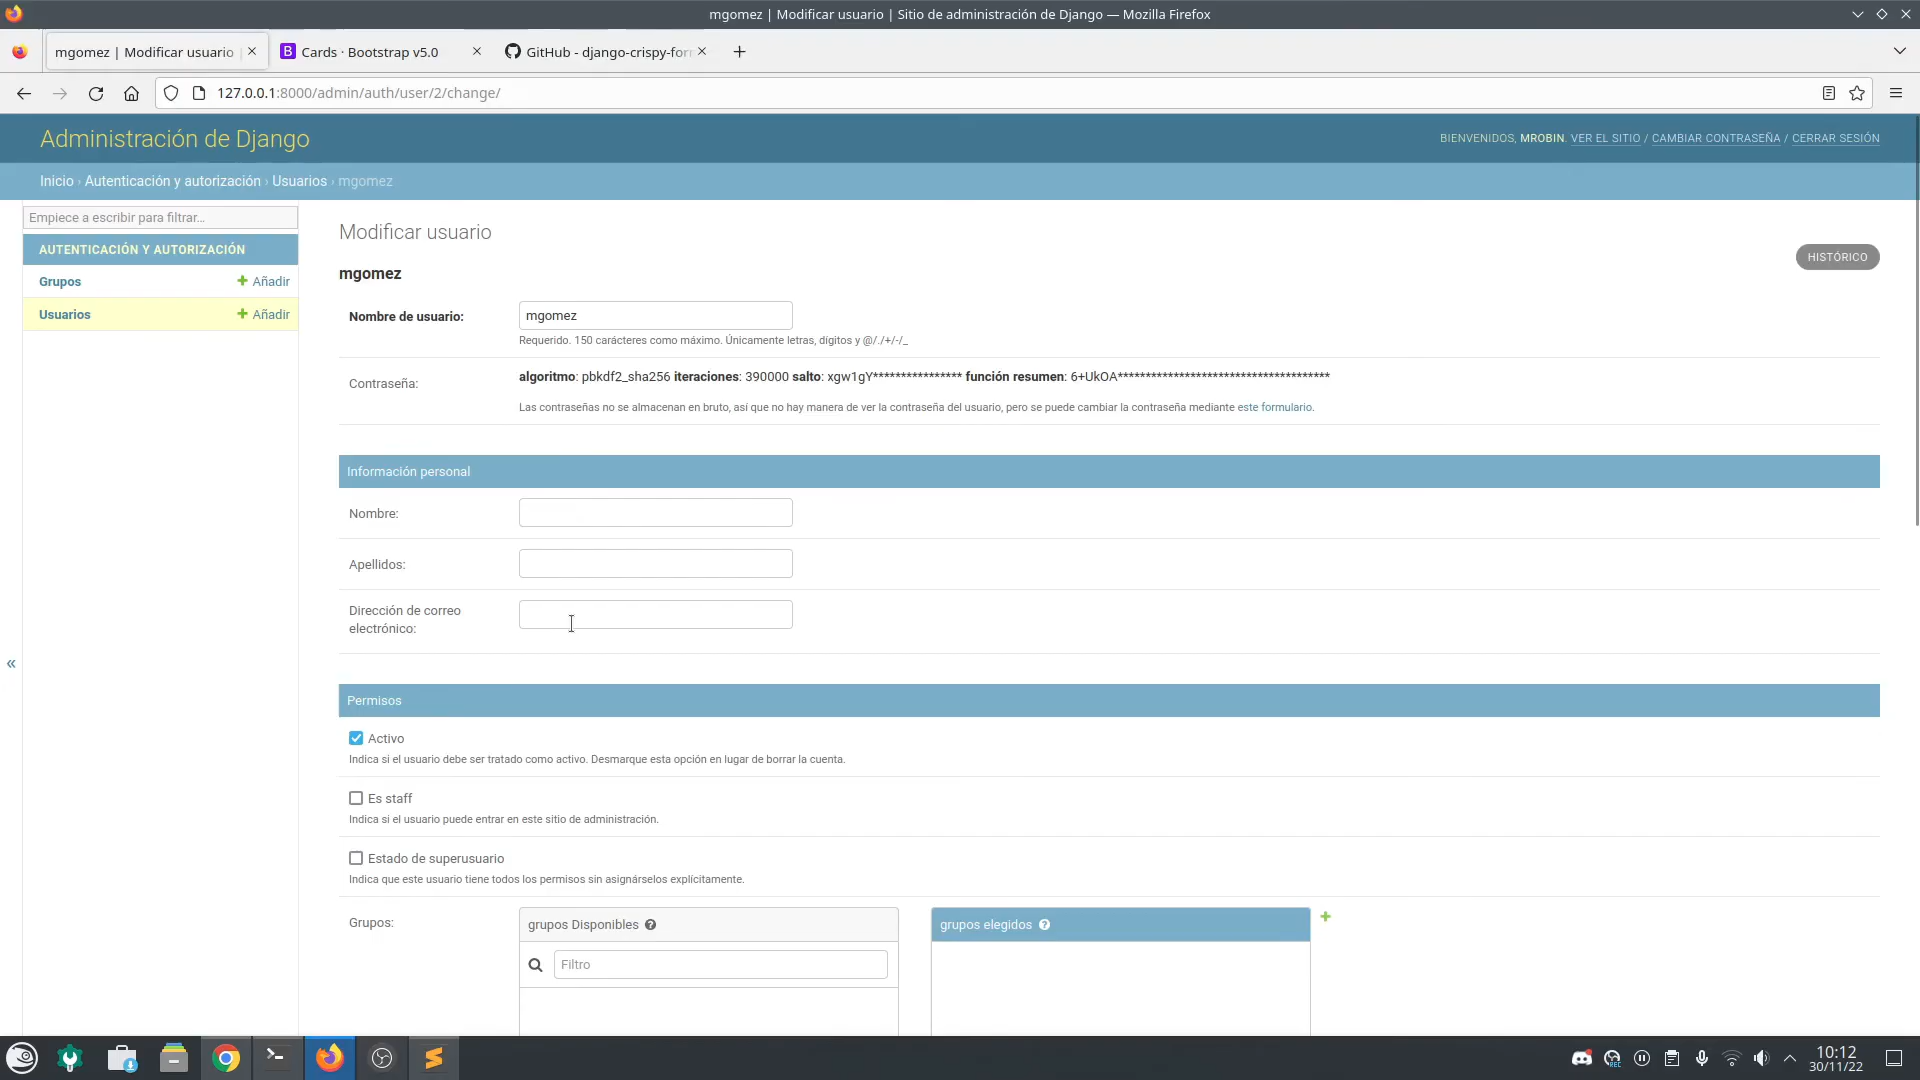 mgomez | Modificar usuario | Sitio de administración de Django — Mozilla Firefox
mgomez | Modificar usuario
Cards · Bootstrap v5.0
GitHub - django-crispy-for
127.0.0.1:8000/admin/auth/user/2/change/
Administración de Django
BIENVENIDOS, MROBIN. VER EL SITIO / CAMBIAR CONTRASEÑA / CERRAR SESIÓN
Inicio › Autenticación y autorización › Usuarios › mgomez
Empiece a escribir para filtrar...
AUTENTICACIÓN Y AUTORIZACIÓN
Grupos + Añadir
Usuarios + Añadir
«
Modificar usuario
HISTÓRICO
mgomez
Nombre de usuario: mgomez
Requerido. 150 carácteres como máximo. Únicamente letras, dígitos y @/./+/-/_
Contraseña: algoritmo: pbkdf2_sha256 iteraciones: 390000 salto: xgw1gY**************** función resumen: 6+UkOA**************************************
Las contraseñas no se almacenan en bruto, así que no hay manera de ver la contraseña del usuario, pero se puede cambiar la contraseña mediante este formulario.
Información personal
Nombre:
Apellidos:
Dirección de correo
electrónico:
Permisos
Activo
Indica si el usuario debe ser tratado como activo. Desmarque esta opción en lugar de borrar la cuenta.
Es staff
Indica si el usuario puede entrar en este sitio de administración.
Estado de superusuario
Indica que este usuario tiene todos los permisos sin asignárselos explícitamente.
Grupos:
grupos Disponibles ?
Filtro
grupos elegidos ?
REC
10:12
30/11/22